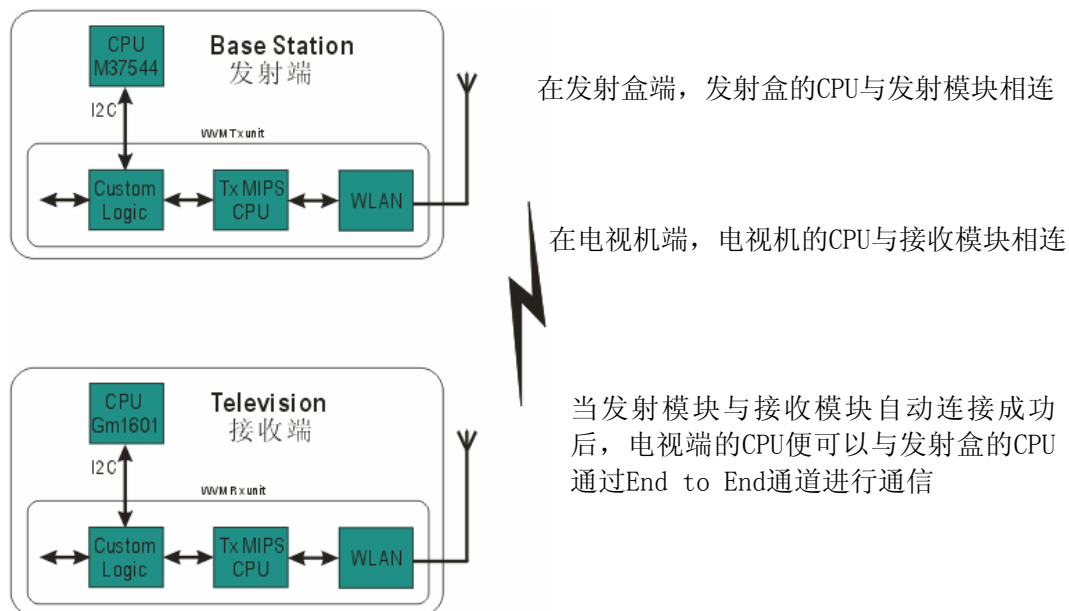 CPU
M37544
Base Station
发射端
I2C
WVM Tx unit
Custom
Logic
Tx MIPS
CPU
WLAN
在发射盒端，发射盒的CPU与发射模块相连
在电视机端，电视机的CPU与接收模块相连
CPU
Gm1601
Television
接收端
I2C
WVM Rx unit
Custom
Logic
Tx MIPS
CPU
WLAN
当发射模块与接收模块自动连接成功
后，电视端的CPU便可以与发射盒的CPU
通过End to End通道进行通信